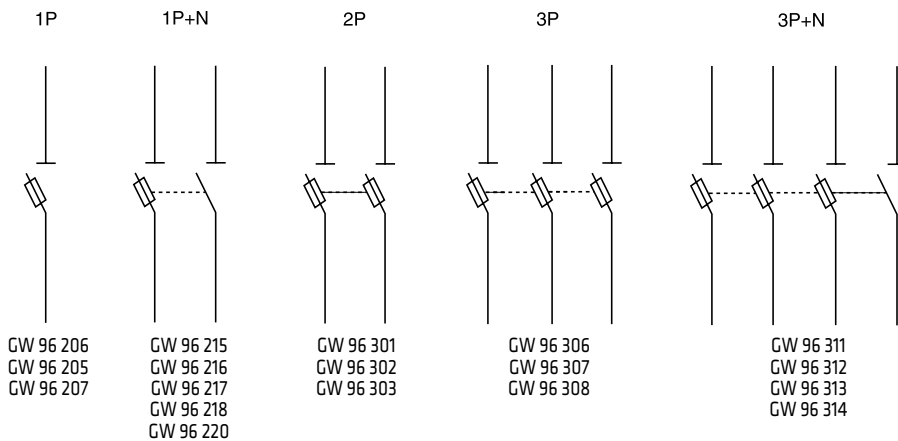 1P
1P+N
2P
3P
3P+N
GW 96 206
GW 96 205
GW 96 207
GW 96 215
GW 96 216
GW 96 217
GW 96 218
GW 96 220
GW 96 301
GW 96 302
GW 96 303
GW 96 306
GW 96 307
GW 96 308
GW 96 311
GW 96 312
GW 96 313
GW 96 314